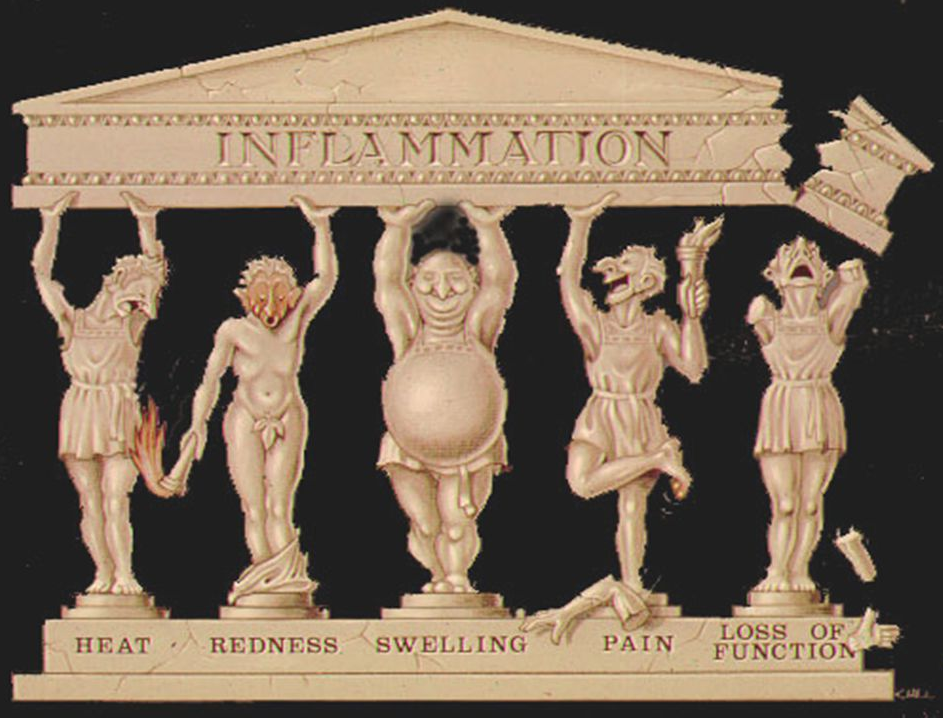 INFLAMMATION
HEAT
REDNESS
SWELLING
PAIN
LOSS OF
FUNCTION